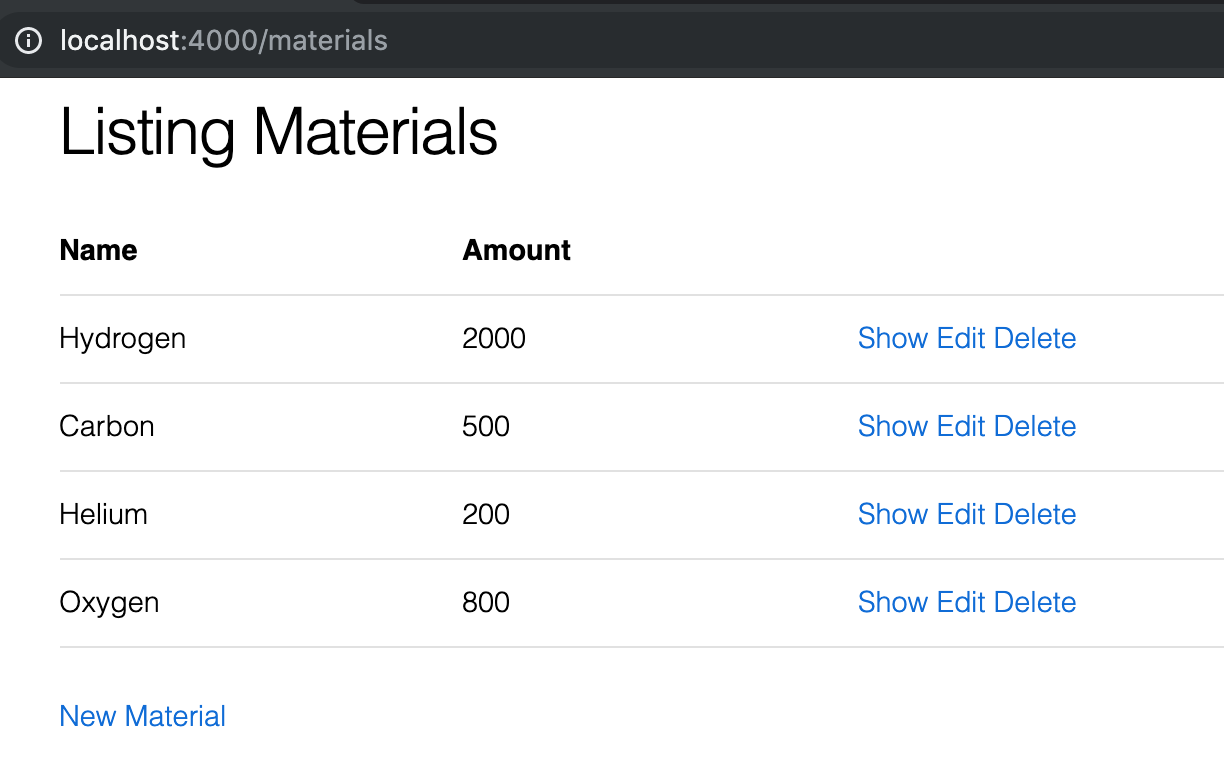 localhost:4000/materials
Listing Materials
Name Amount
Hydrogen 2000 Show Edit Delete
Carbon 500 Show Edit Delete
Helium 200 Show Edit Delete
Oxygen 800 Show Edit Delete
New Material